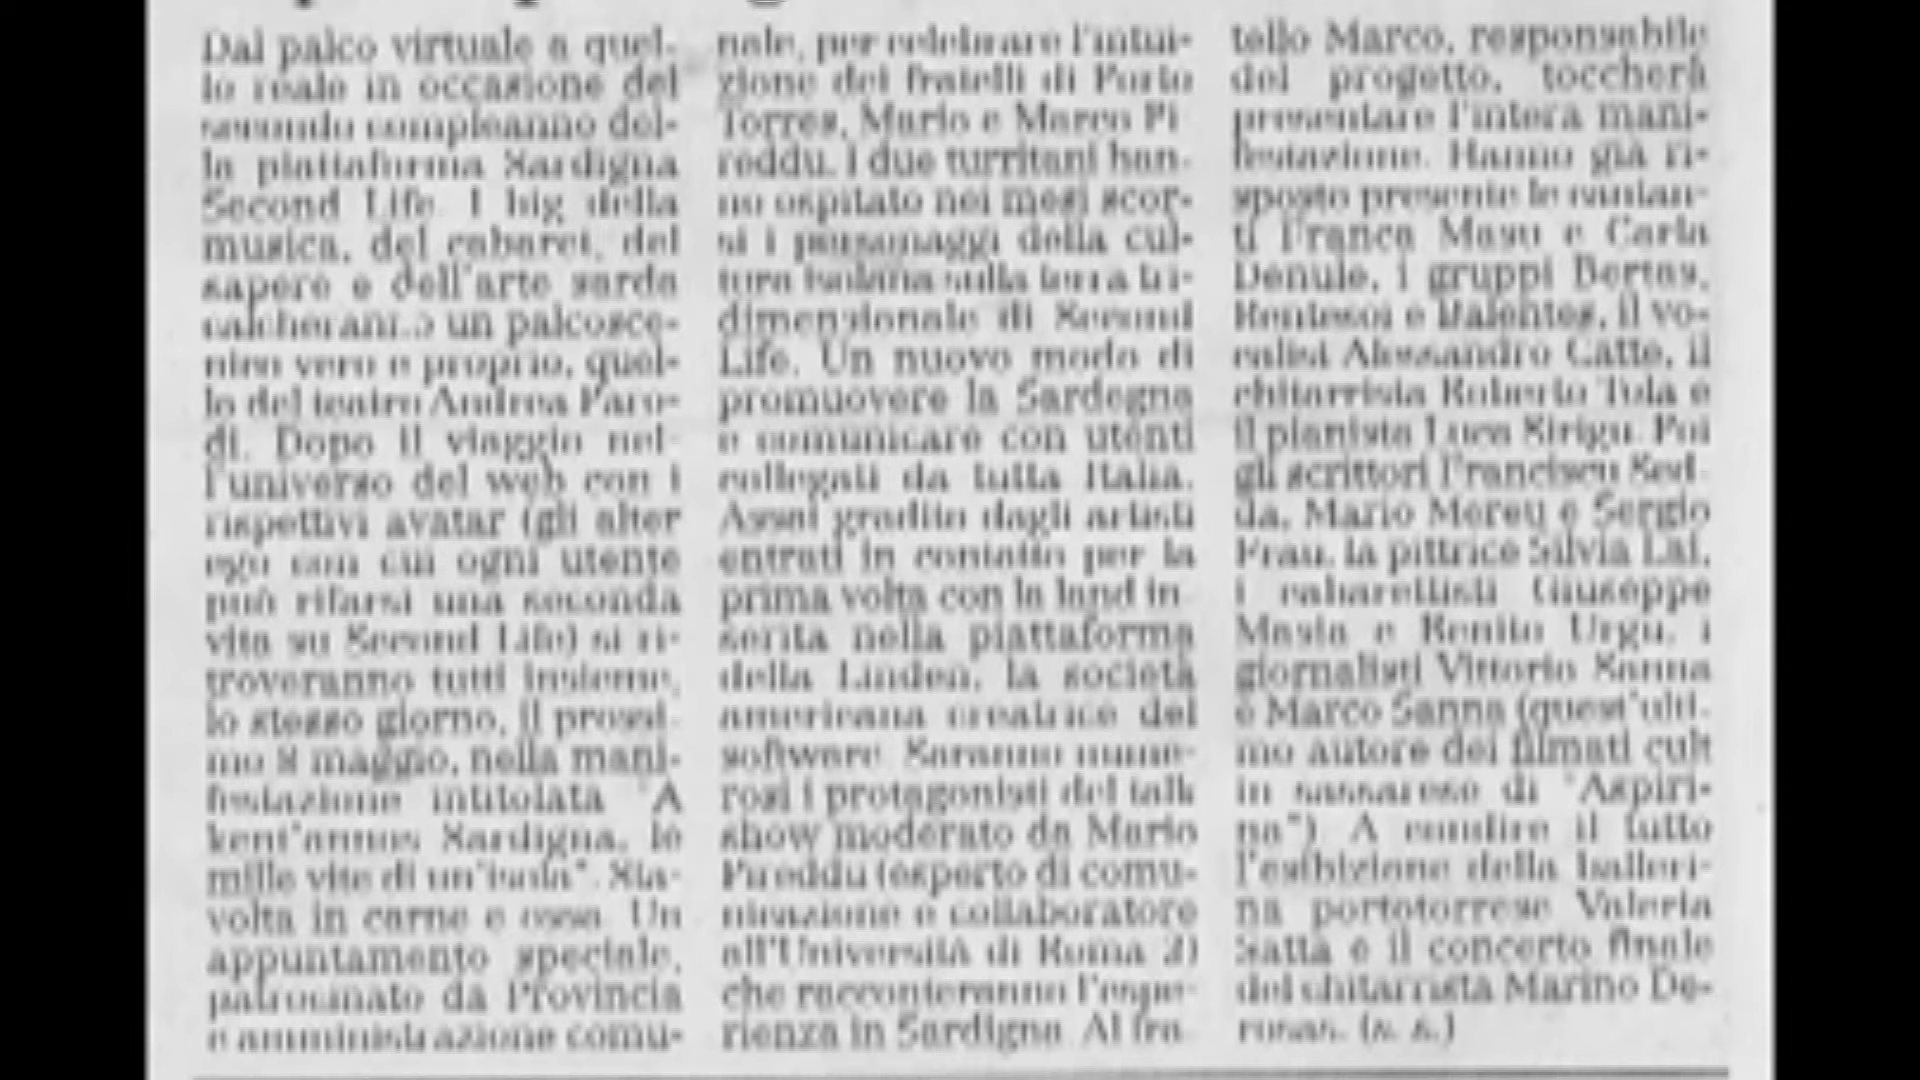 Dal palco virtuale a quel-
lo reale in occasione del
secondo compleanno del-
la piattaforma Sardigna
Second Life. I big della
musica, del cabaret, del
sapere e dell'arte sarda
calcheranno un palcosce-
nico vero e proprio, quel-
lo del teatro Andrea Paro-
di. Dopo il viaggio nel-
l'universo del web con i
rispettivi avatar (gli alter
ego con cui ogni utente
può rifarsi una seconda
vita su Second Life) si ri-
troveranno tutti insieme,
lo stesso giorno, il prossi-
mo 8 maggio, nella mani-
festazione intitolata "A
kent'annos Sardigna, le
mille vite di un'isola". Sta-
volta in carne e ossa. Un
appuntamento speciale,
patrocinato da Provincia
e amministrazione comu-
nale, per celebrare l'intui-
zione dei fratelli di Porto
Torres, Mario e Marco Pi-
reddu. I due turritani han-
no ospitato nei mesi scor-
si i personaggi della cul-
tura isolana sulla terra tri-
dimensionale di Second
Life. Un nuovo modo di
promuovere la Sardegna
e comunicare con utenti
collegati da tutta Italia.
Assai gradito dagli artisti
entrati in contatto per la
prima volta con la land in-
serita nella piattaforma
della Linden, la società
americana creatrice del
software. Saranno nume-
rosi i protagonisti del talk
show moderato da Mario
Pireddu (esperto di comu-
nicazione e collaboratore
all'Università di Roma 3)
che racconteranno l'espe-
rienza in Sardigna. Al fra-
tello Marco, responsabile
del progetto, toccherà
presentare l'intera mani-
festazione. Hanno già ri-
sposto presente le cantan-
ti Franca Masu e Carla
Denule, i gruppi Bertas,
Kentesoi e Balentes, il vo-
calist Alessandro Catte, il
chitarrista Roberto Tola e
il pianista Luca Sirigu. Poi
gli scrittori Franciscu Sed-
da, Mario Mereu e Sergio
Frau, la pittrice Silvia Lai,
i cabarettisti Giuseppe
Masia e Benito Urgu, i
giornalisti Vittorio Sanna
e Marco Sanna (quest'ulti-
mo autore dei filmati cult
in sassarese di "Aspiri-
na"). A condire il tutto
l'esibizione della balleri-
na portotorrese Valeria
Satta e il concerto finale
del chitarrista Marino De-
rosas. (s. s.)